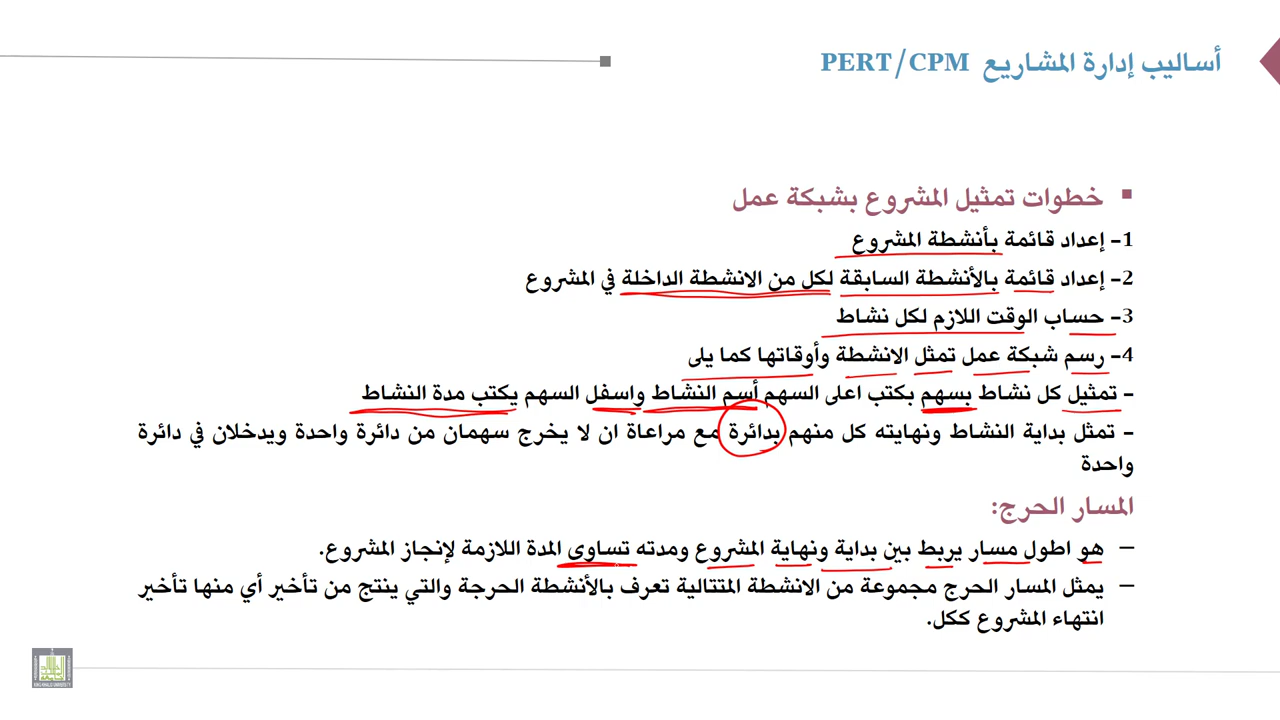 أساليب إدارة المشاريع PERT/CPM
▪ خطوات تمثيل المشروع بشبكة عمل
1- إعداد قائمة بأنشطة المشروع
2- إعداد قائمة بالأنشطة السابقة لكل من الانشطة الداخلة في المشروع
3- حساب الوقت اللازم لكل نشاط
4- رسم شبكة عمل تمثل الانشطة وأوقاتها كما يلى
- تمثيل كل نشاط بسهم بكتب اعلى السهم أسم النشاط واسفل السهم يكتب مدة النشاط
- تمثل بداية النشاط ونهايته كل منهم بدائرة مع مراعاة ان لا يخرج سهمان من دائرة واحدة ويدخلان في دائرة
واحدة
المسار الحرج:
– هو اطول مسار يربط بين بداية ونهاية المشروع ومدته تساوى المدة اللازمة لإنجاز المشروع.
– يمثل المسار الحرج مجموعة من الانشطة المتتالية تعرف بالأنشطة الحرجة والتي ينتج من تأخير أي منها تأخير
انتهاء المشروع ككل.